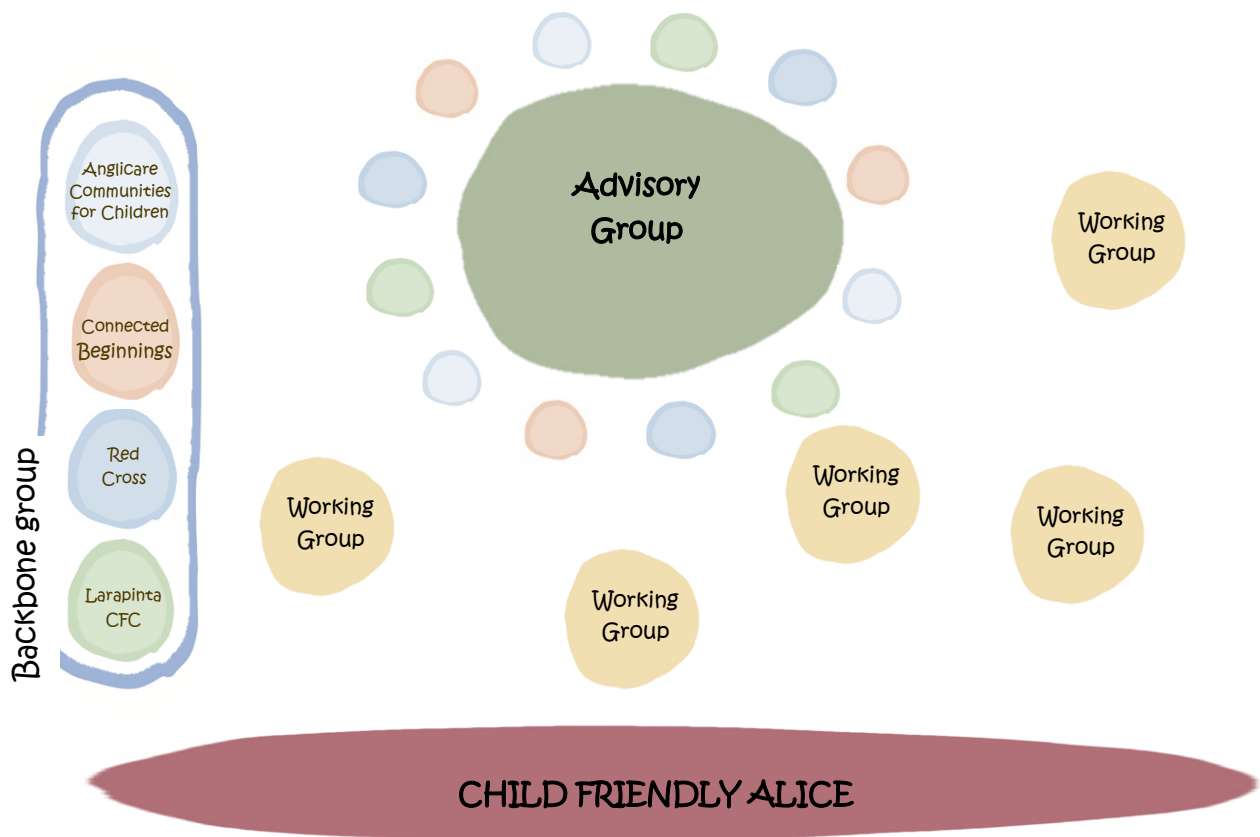 Backbone group
Anglicare
Communities
for Children
Connected
Beginnings
Red
Cross
Larapinta
CFC
Advisory
Group
Working
Group
Working
Group
Working
Group
Working
Group
Working
Group
CHILD FRIENDLY ALICE